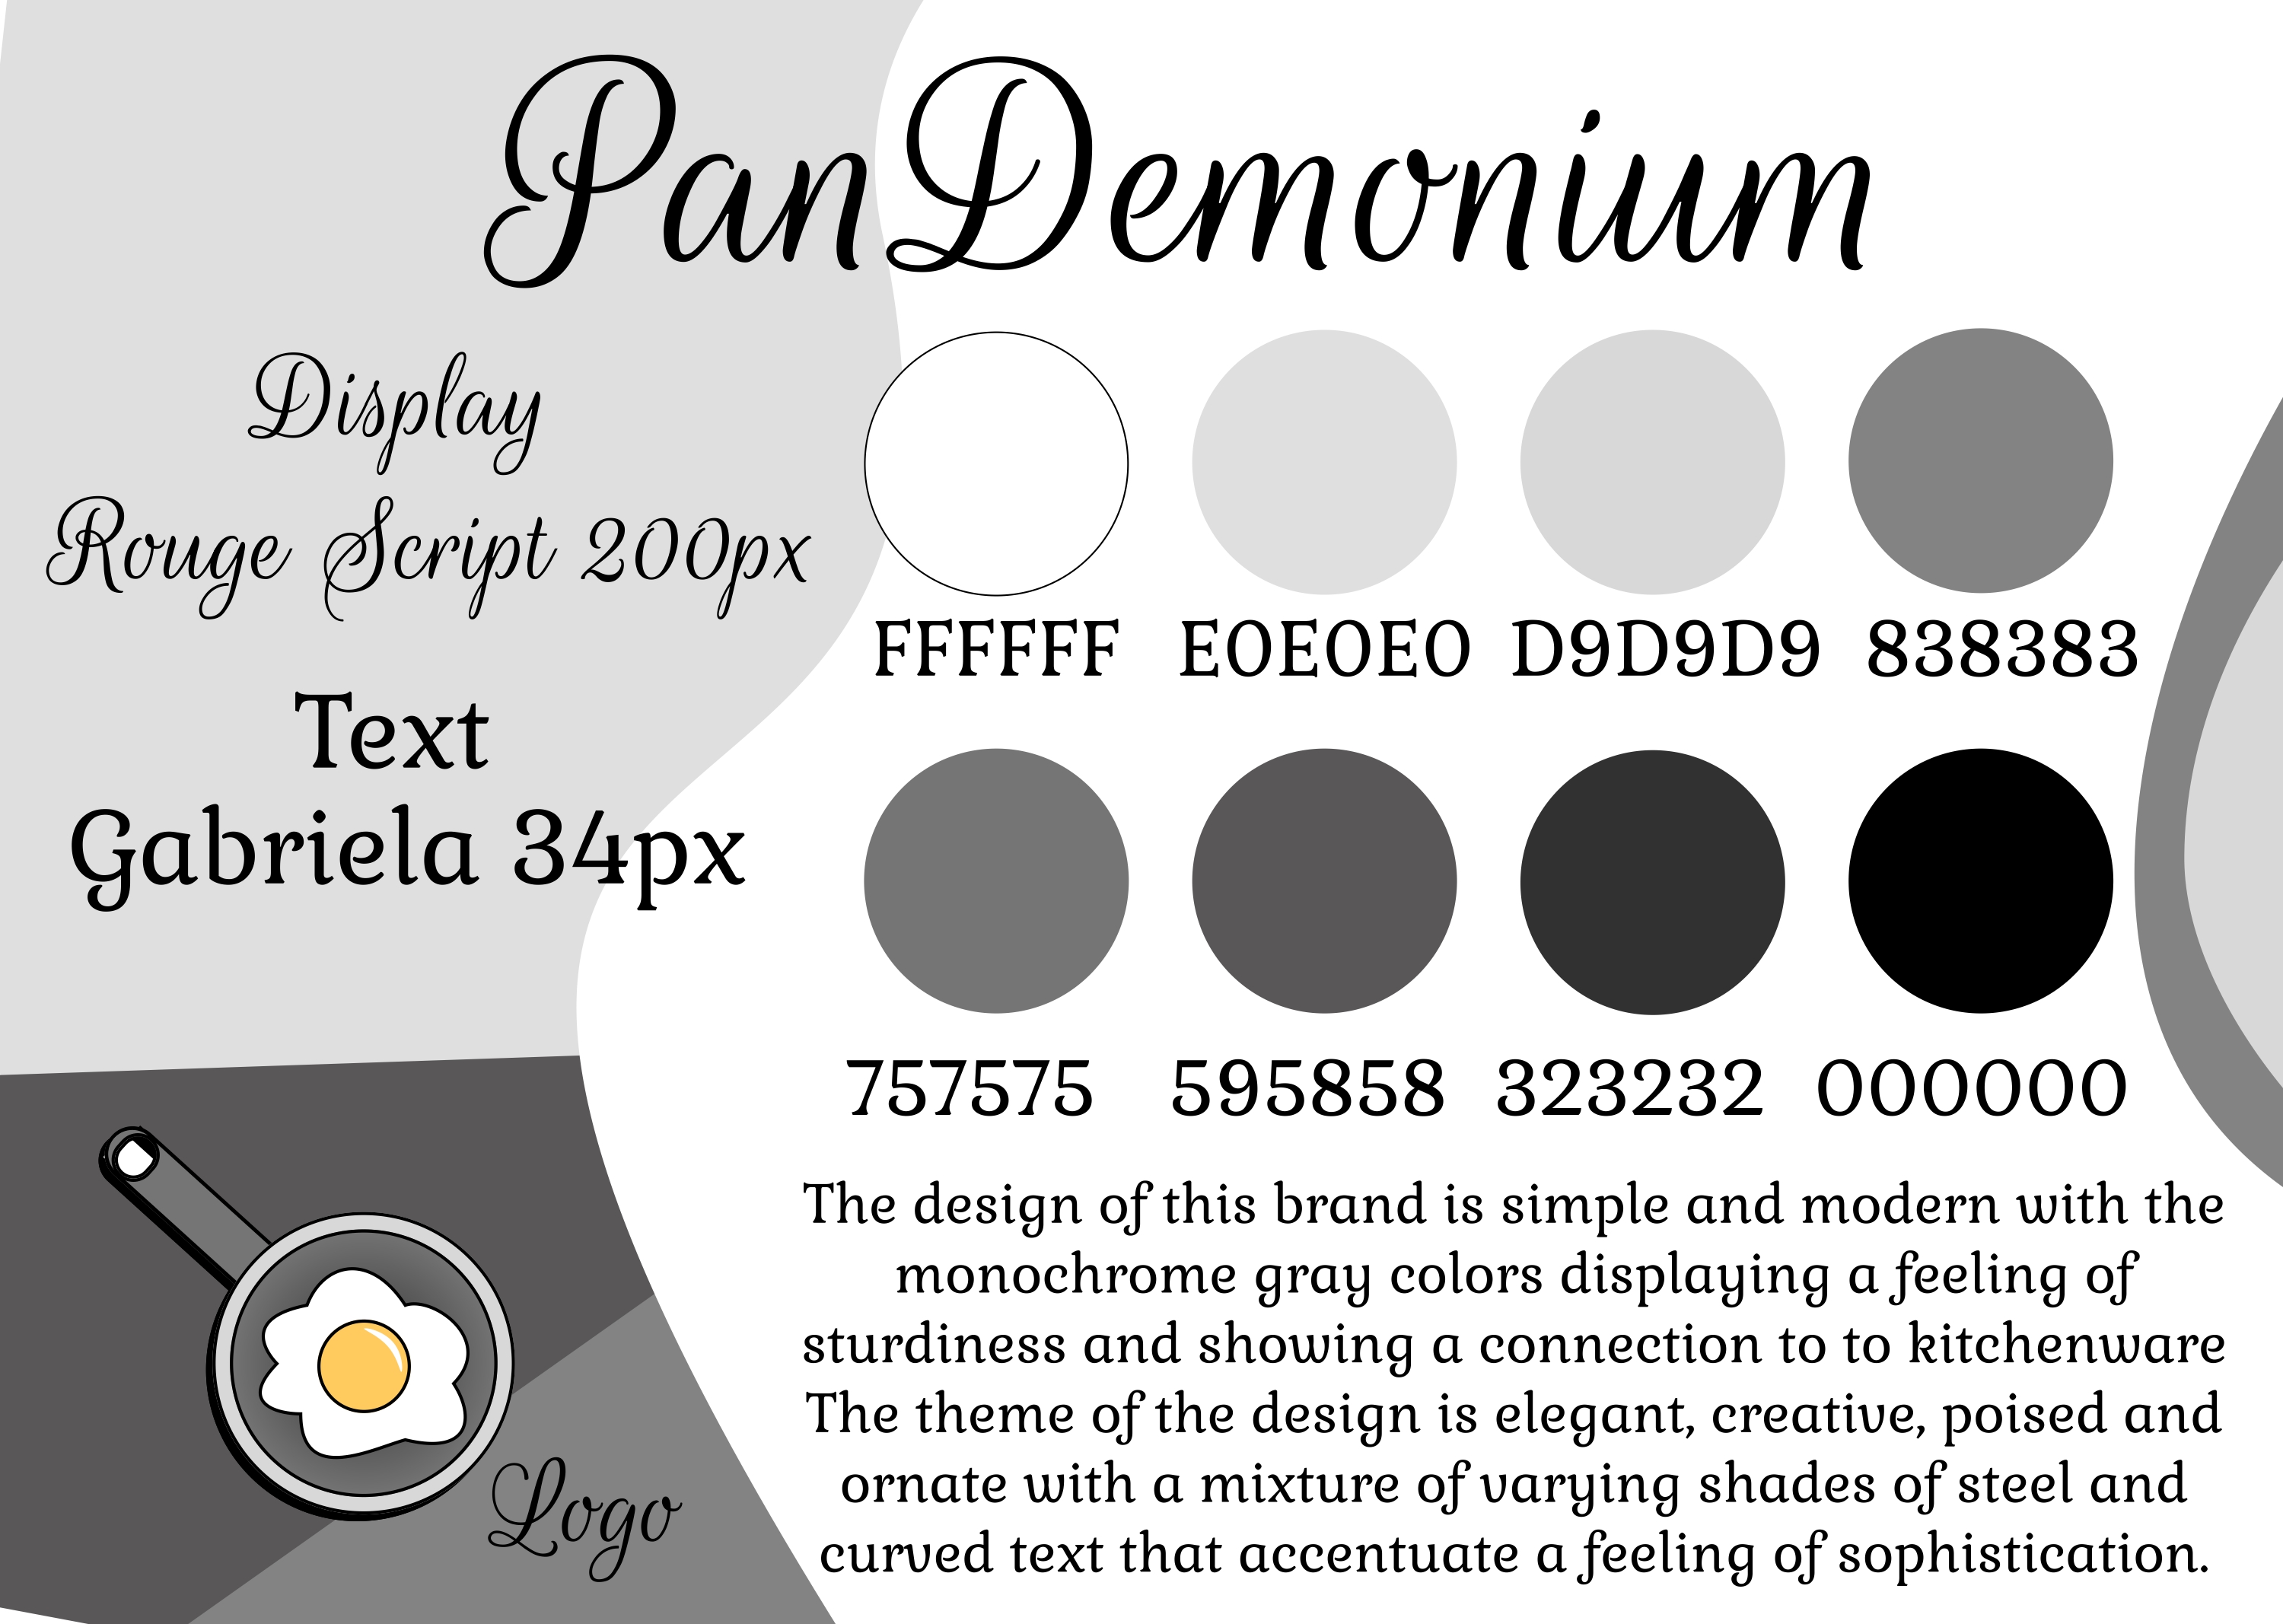 PanDemonium
Display
Rouge Script 200px
Text
Gabriela 34px
FFFFFF E0E0E0 D9D9D9 838383
757575 595858 323232 000000
The design of this brand is simple and modern with the
monochrome gray colors displaying a feeling of
sturdiness and showing a connection to to kitchenware
The theme of the design is elegant, creative, poised and
ornate with a mixture of varying shades of steel and
curved text that accentuate a feeling of sophistication.
Logo